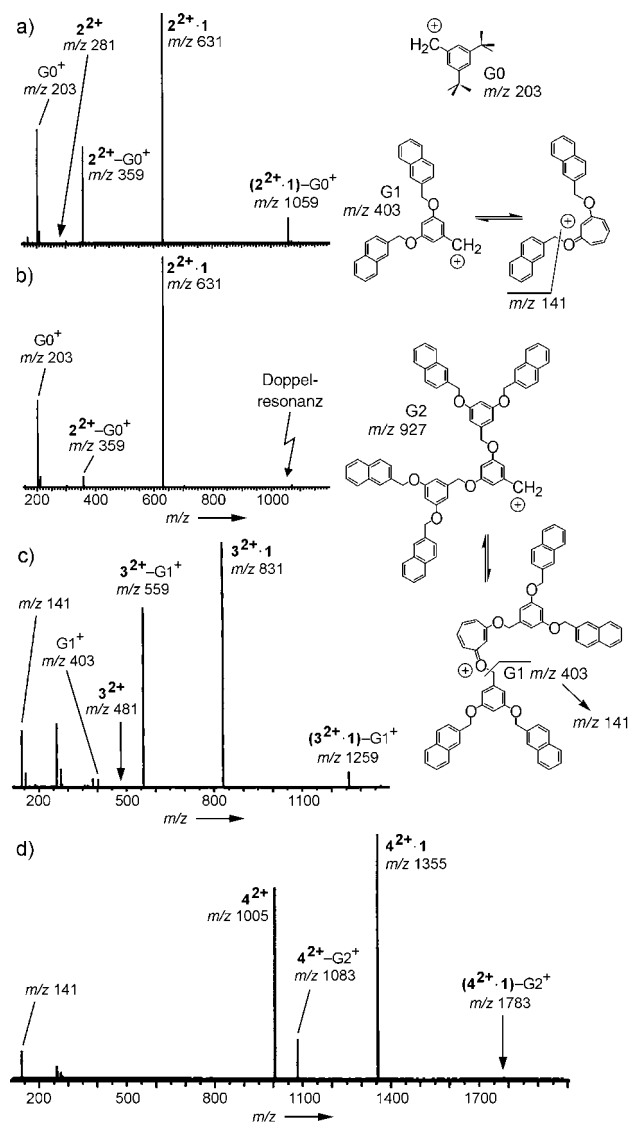 a)
2²⁺
m/z 281
2²⁺·1
m/z 631
G0⁺
m/z 203
2²⁺–G0⁺
m/z 359
(2²⁺·1)–G0⁺
m/z 1059
H₂C
+
G0
m/z 203
G1
m/z 403
O
O
CH₂
+
O
+
O
m/z 141
b)
2²⁺·1
m/z 631
G0⁺
m/z 203
2²⁺–G0⁺
m/z 359
Doppel-
resonanz
200
400
600
800
1000
m/z
G2
m/z 927
O
O
O
O
O
O
CH₂
+
c)
3²⁺·1
m/z 831
3²⁺–G1⁺
m/z 559
m/z 141
G1⁺
m/z 403
3²⁺
m/z 481
(3²⁺·1)–G1⁺
m/z 1259
200
500
800
1100
m/z
O
O
O
O
+
G1 m/z 403
m/z 141
O
O
d)
4²⁺·1
m/z 1355
4²⁺
m/z 1005
4²⁺–G2⁺
m/z 1083
(4²⁺·1)–G2⁺
m/z 1783
m/z 141
200
500
800
1100
1400
1700
m/z